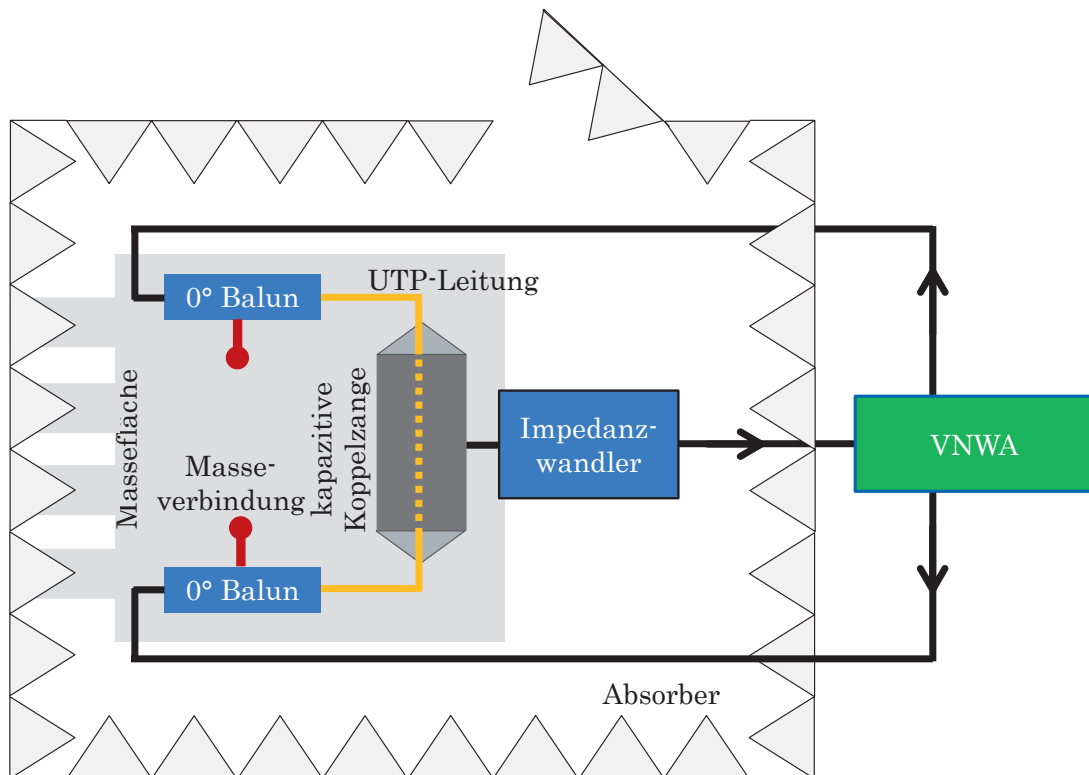 UTP-Leitung
0° Balun
Massefläche
kapazitive
Koppelzange
Impedanz-
wandler
VNWA
Masse-
verbindung
0° Balun
Absorber